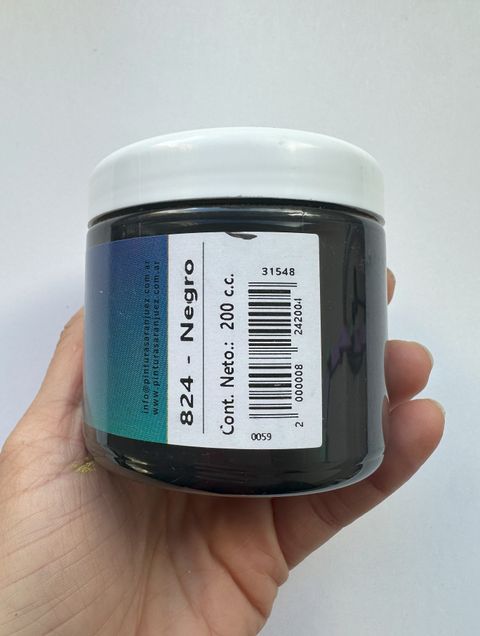 info@pinturasaranjuez.com.ar
www.pinturasaranjuez.com.ar
824 - Negro
Cont. Neto.: 200 c.c.
31548
2 000008 242004
0059